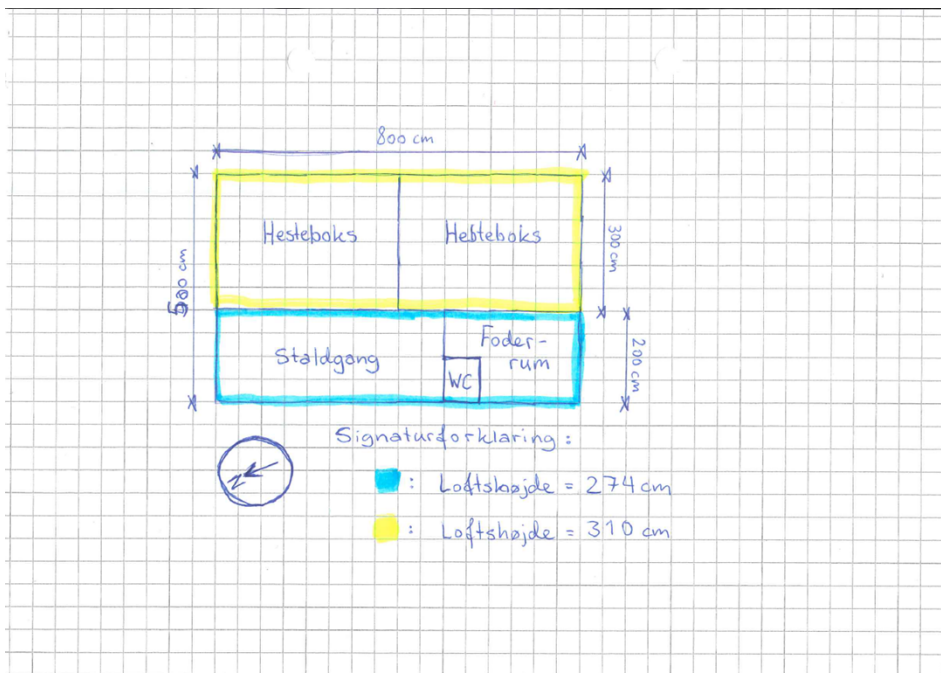 800 cm
Hesteboks
Hesteboks
500 cm
300 cm
Staldgang
Foder-
rum
WC
200 cm
Signaturforklaring :
N
: Loftshøjde = 274 cm
: Loftshøjde = 310 cm